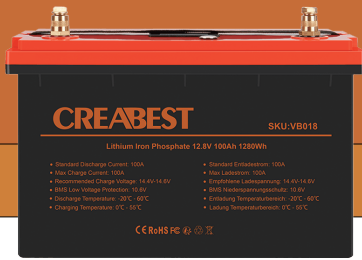 CREABEST
SKU:VB018
Lithium Iron Phosphate 12.8V 100Ah 1280Wh
Standard Discharge Current: 100A
Max Charge Current: 100A
Recommended Charge Voltage: 14.4V-14.6V
BMS Low Voltage Protection: 10.6V
Discharge Temperature: -20℃ - 60℃
Charging Temperature: 0℃ - 55℃
Standard Entladestrom: 100A
Max Ladestrom: 100A
Empfohlene Ladespannung: 14.4V-14.6V
BMS Niederspannungsschutz: 10.6V
Entladung Temperaturbereich: -20℃ - 60℃
Ladung Temperaturbereich: 0℃ - 55℃
CE RoHS FC